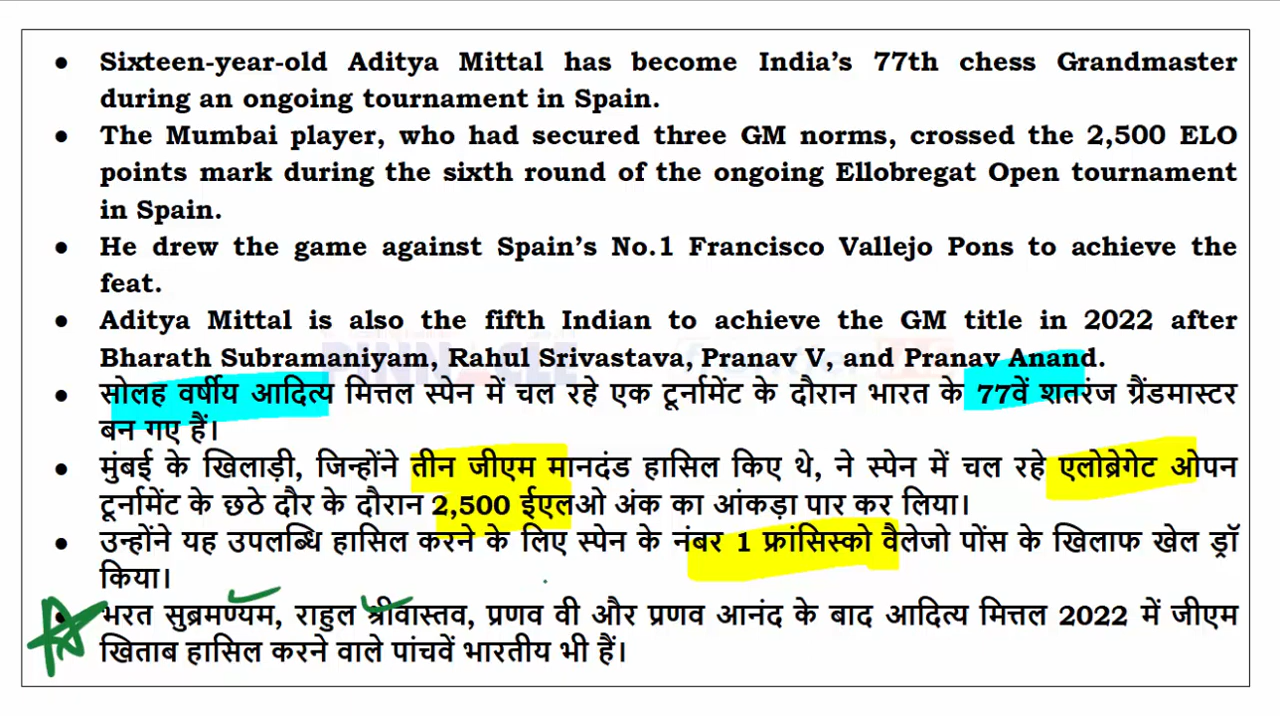 • Sixteen-year-old Aditya Mittal has become India’s 77th chess Grandmaster
during an ongoing tournament in Spain.
• The Mumbai player, who had secured three GM norms, crossed the 2,500 ELO
points mark during the sixth round of the ongoing Ellobregat Open tournament
in Spain.
• He drew the game against Spain’s No.1 Francisco Vallejo Pons to achieve the
feat.
• Aditya Mittal is also the fifth Indian to achieve the GM title in 2022 after
Bharath Subramaniyam, Rahul Srivastava, Pranav V, and Pranav Anand.
• सोलह वर्षीय आदित्य मित्तल स्पेन में चल रहे एक टूर्नामेंट के दौरान भारत के 77वें शतरंज ग्रैंडमास्टर
बन गए हैं।
• मुंबई के खिलाड़ी, जिन्होंने तीन जीएम मानदंड हासिल किए थे, ने स्पेन में चल रहे एलोब्रेगेट ओपन
टूर्नामेंट के छठे दौर के दौरान 2,500 ईएलओ अंक का आंकड़ा पार कर लिया।
• उन्होंने यह उपलब्धि हासिल करने के लिए स्पेन के नंबर 1 फ्रांसिस्को वैलेजो पोंस के खिलाफ खेल ड्रॉ
किया।
• भरत सुब्रमण्यम, राहुल श्रीवास्तव, प्रणव वी और प्रणव आनंद के बाद आदित्य मित्तल 2022 में जीएम
खिताब हासिल करने वाले पांचवें भारतीय भी हैं।